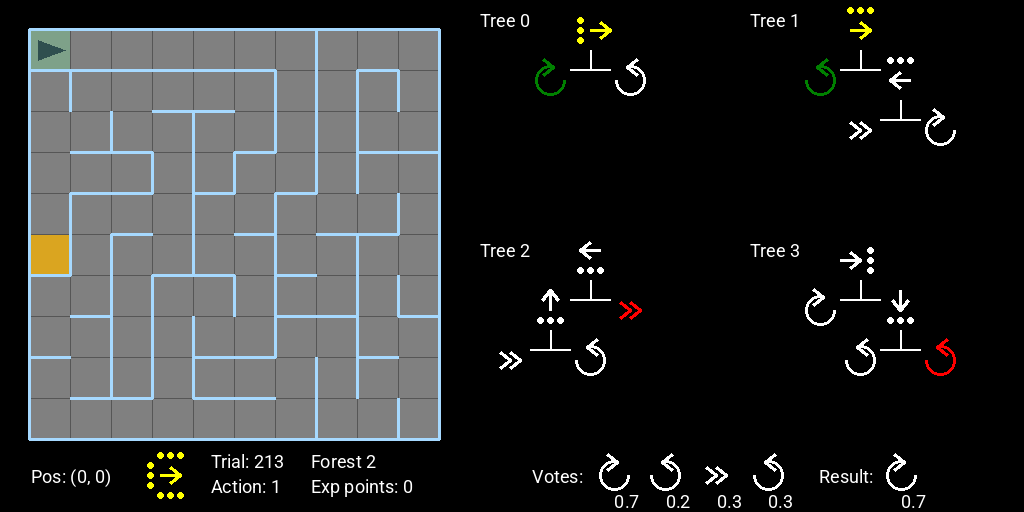 Tree 0
Tree 1
Tree 2
Tree 3
Pos: (0, 0)
Trial: 213
Forest 2
Action: 1
Exp points: 0
Votes:
0.7
0.2
0.3
0.3
Result:
0.7